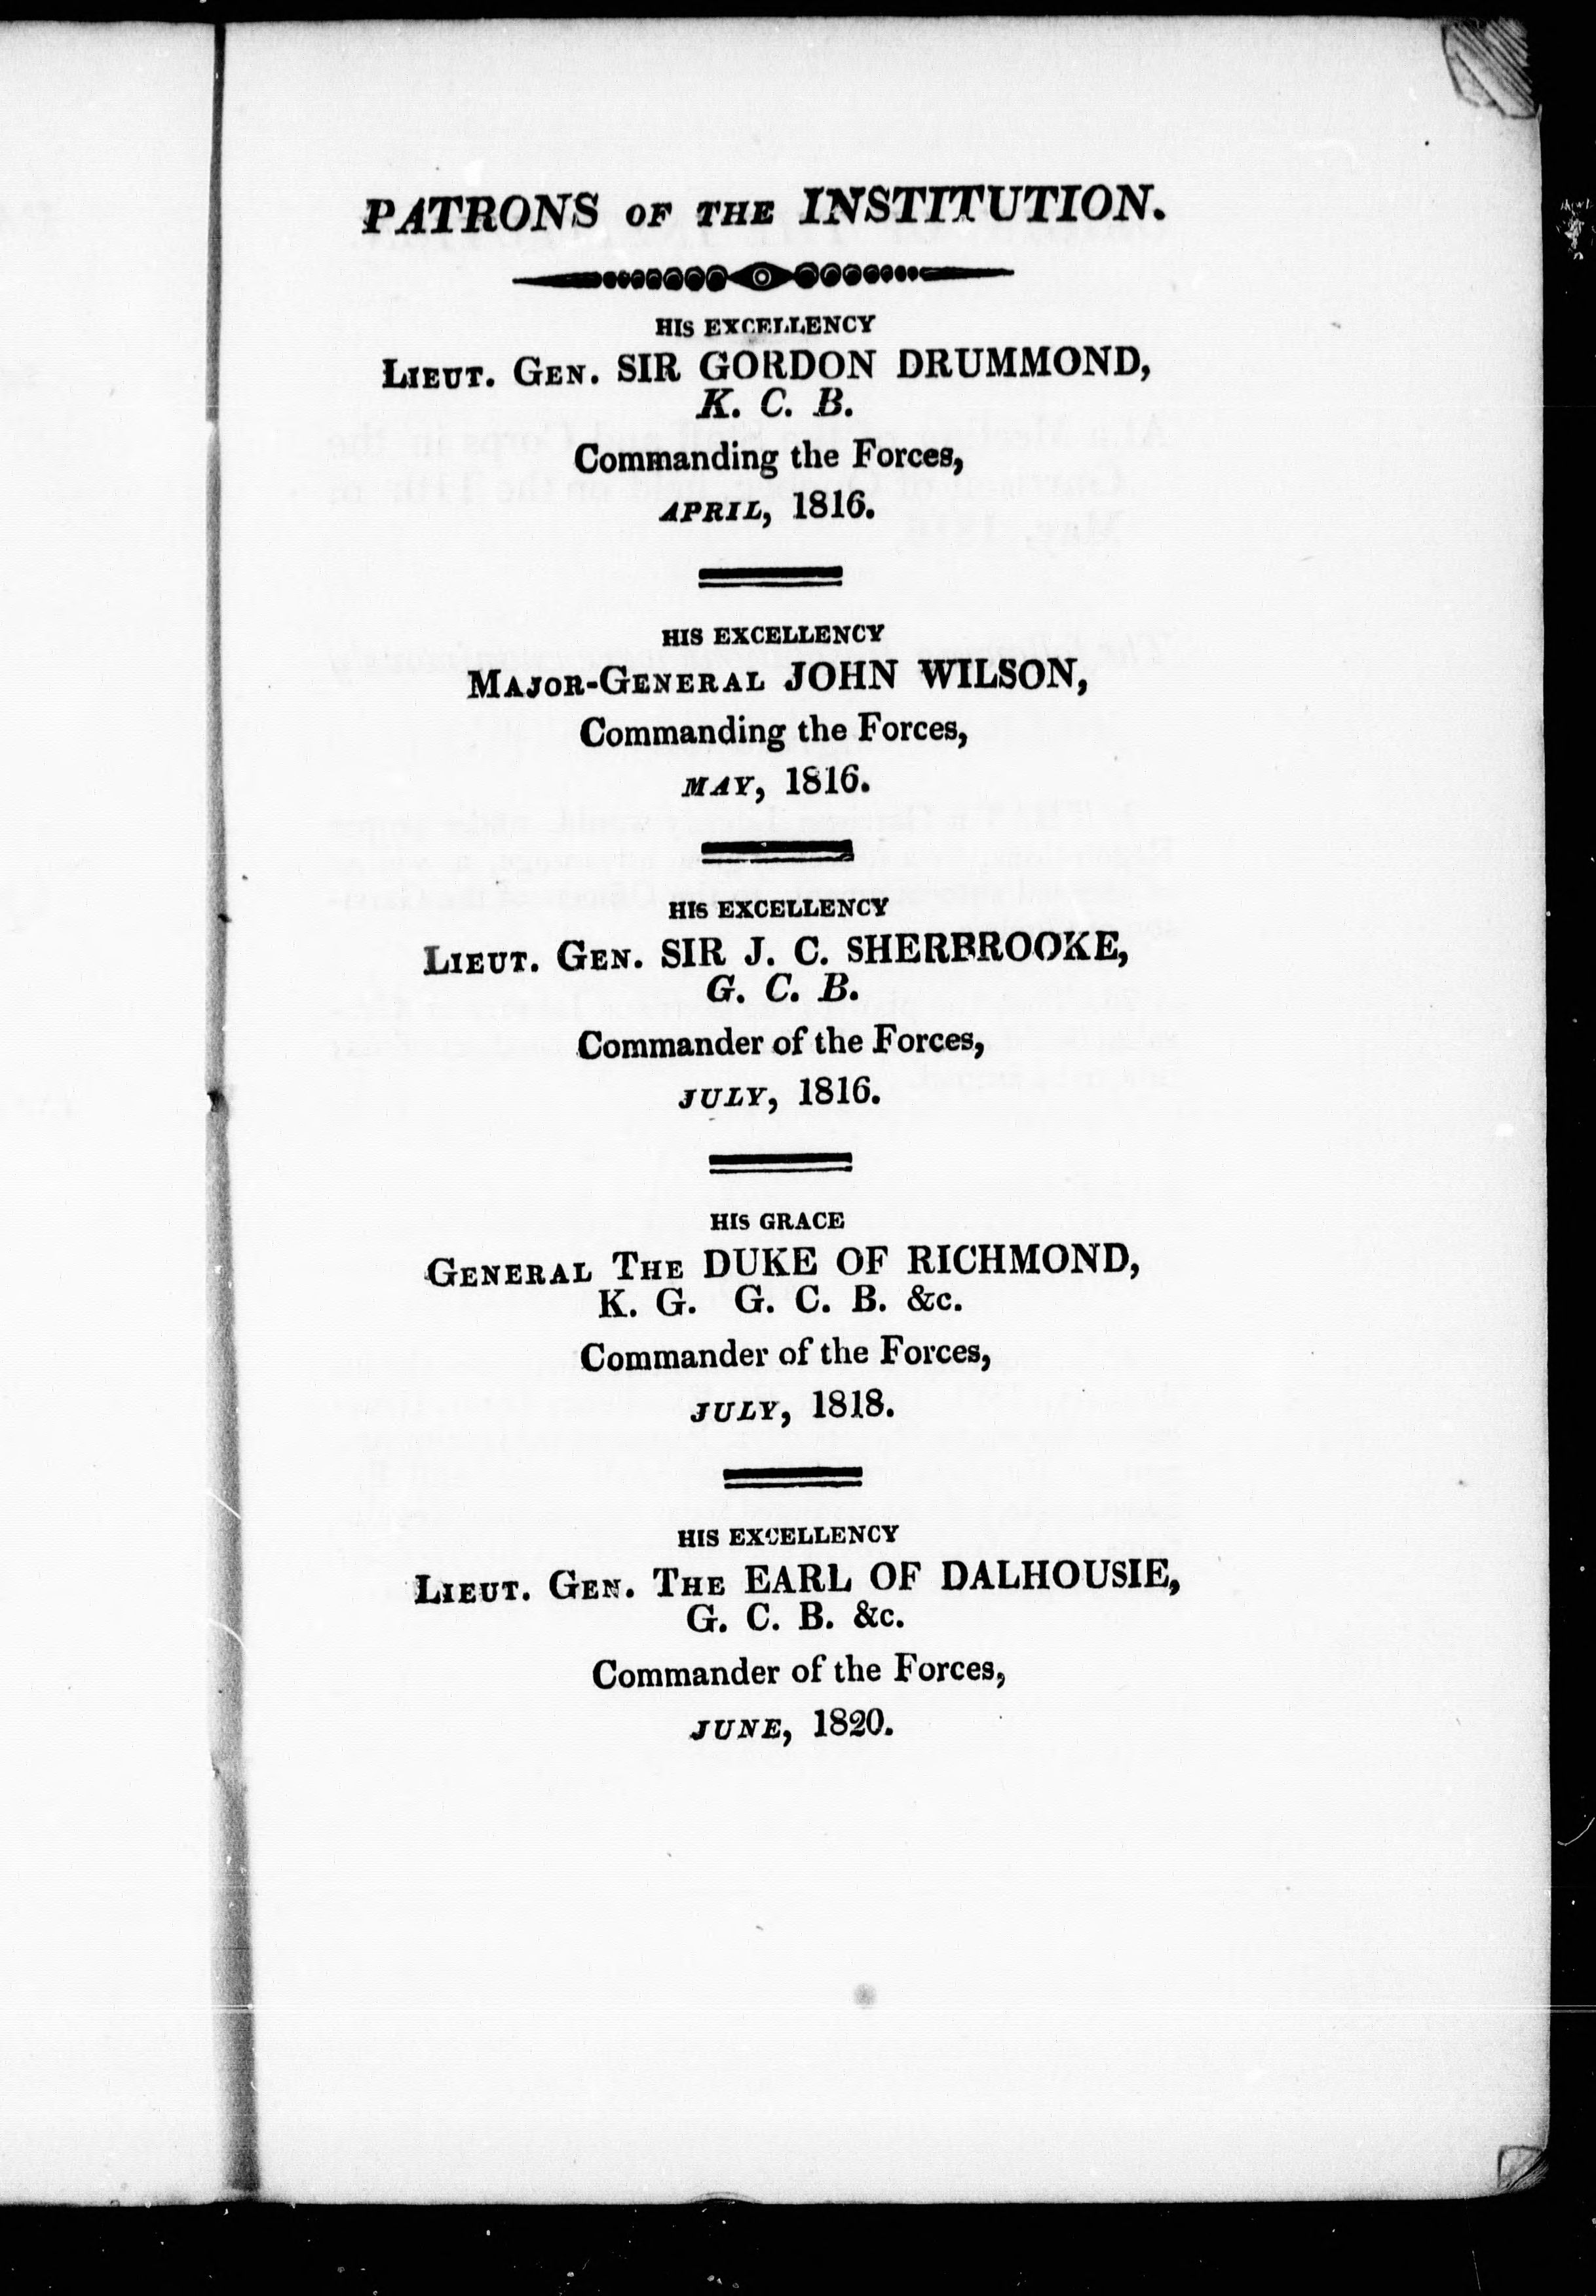 PATRONS OF THE INSTITUTION.
HIS EXCELLENCY
LIEUT. GEN. SIR GORDON DRUMMOND,
K. C. B.
Commanding the Forces,
APRIL, 1816.
HIS EXCELLENCY
MAJOR-GENERAL JOHN WILSON,
Commanding the Forces,
MAY, 1816.
HIS EXCELLENCY
LIEUT. GEN. SIR J. C. SHERBROOKE,
G. C. B.
Commander of the Forces,
JULY, 1816.
HIS GRACE
GENERAL THE DUKE OF RICHMOND,
K. G. G. C. B. &c.
Commander of the Forces,
JULY, 1818.
HIS EXCELLENCY
LIEUT. GEN. THE EARL OF DALHOUSIE,
G. C. B. &c.
Commander of the Forces,
JUNE, 1820.